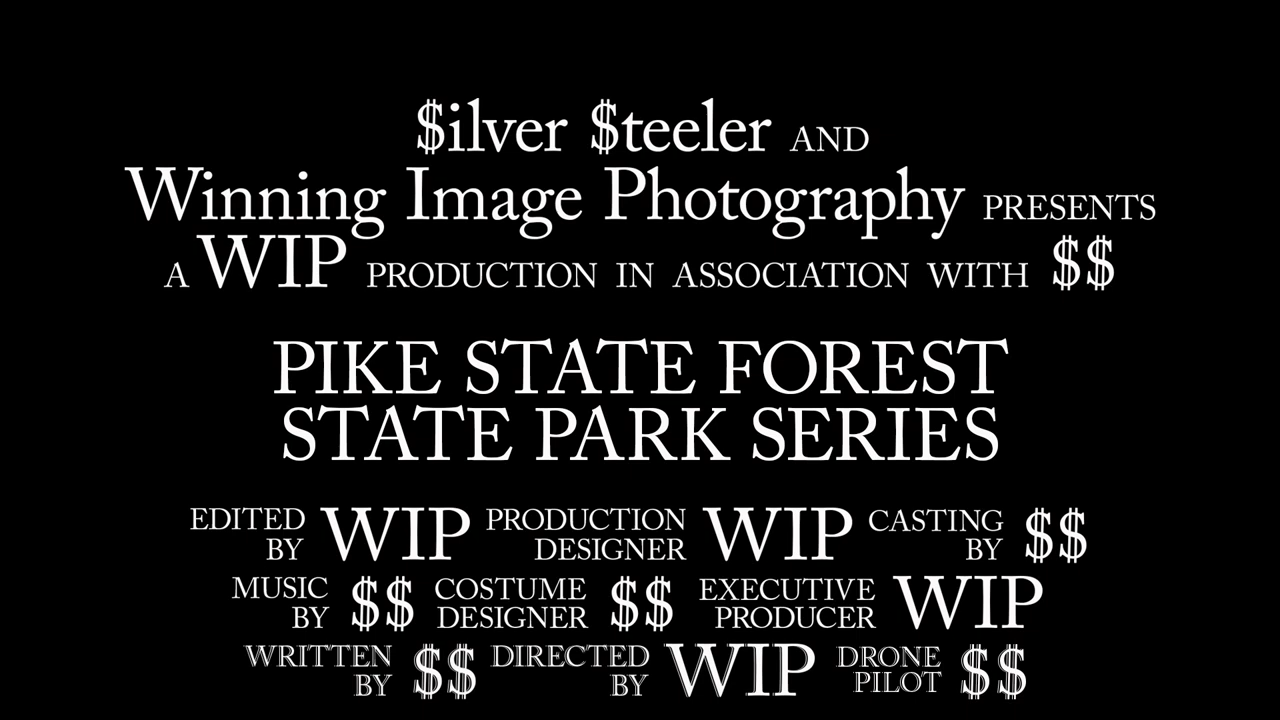 $ilver $teeler AND
Winning Image Photography PRESENTS
A WIP PRODUCTION IN ASSOCIATION WITH $$
PIKE STATE FOREST
STATE PARK SERIES
EDITED BY WIP PRODUCTION DESIGNER WIP CASTING BY $$
MUSIC BY $$ COSTUME DESIGNER $$ EXECUTIVE PRODUCER WIP
WRITTEN BY $$ DIRECTED BY WIP DRONE PILOT $$